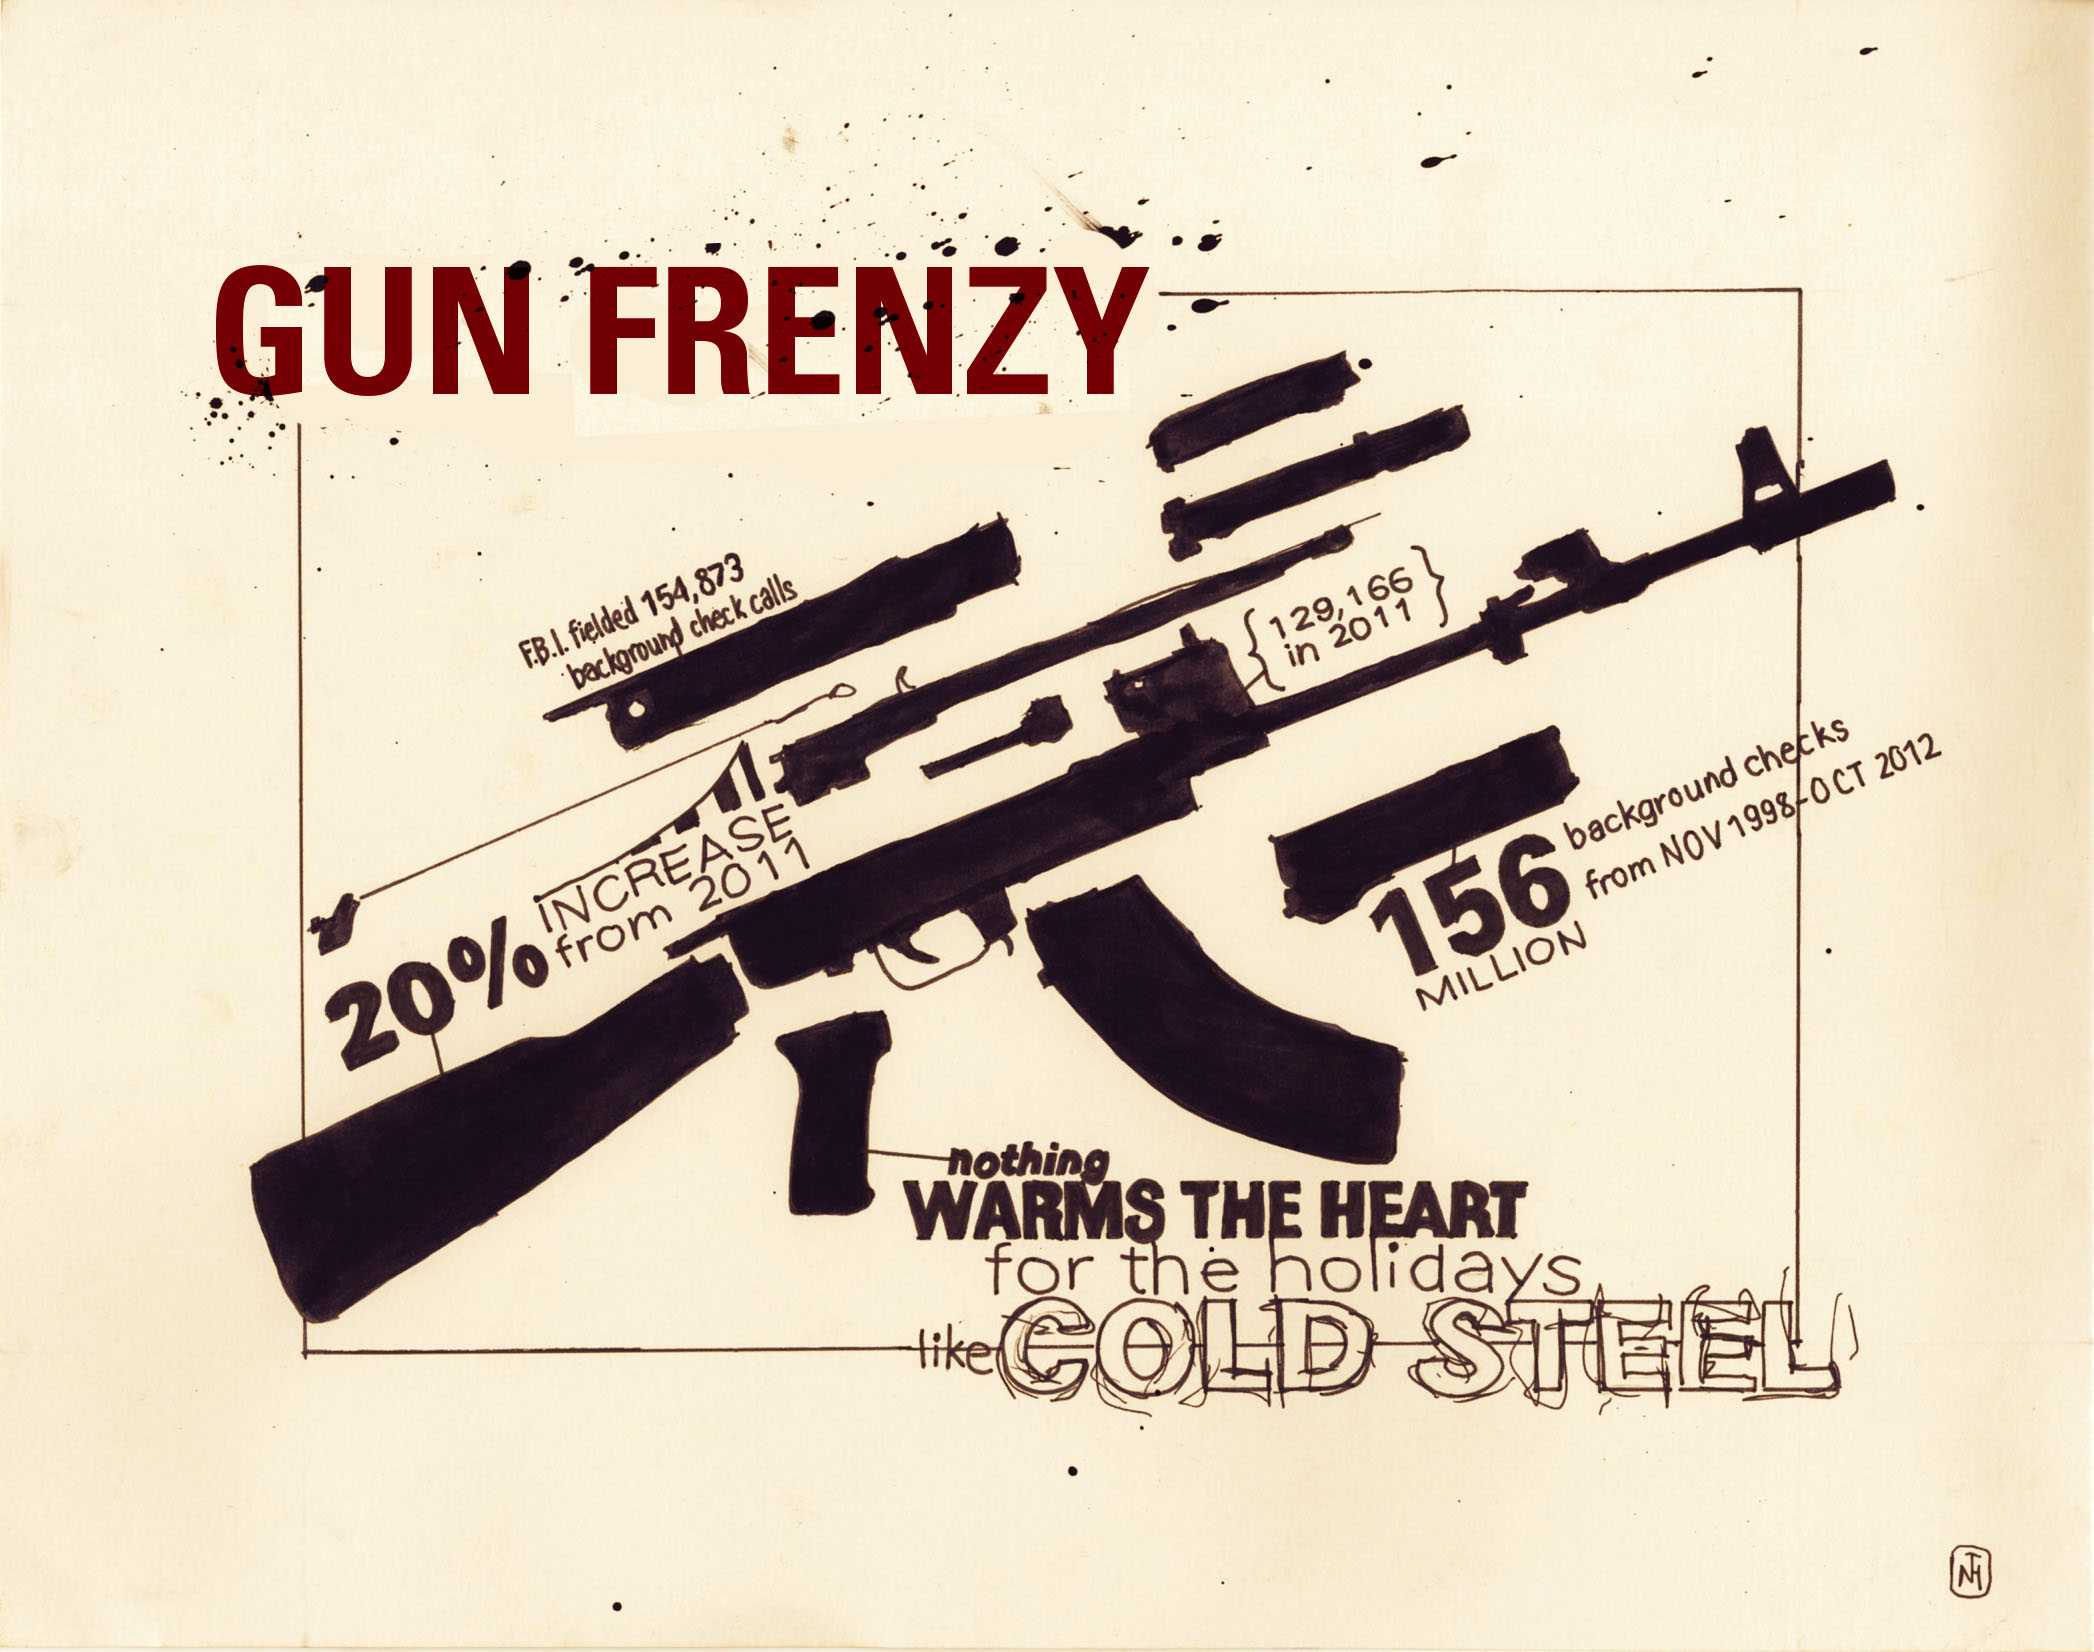 GUN FRENZY
F.B.I. fielded 154,873
background check calls
{129,166
in 2011}
20% INCREASE
from 2011
156 background checks
from NOV 1998-OCT 2012
MILLION
nothing
WARMS THE HEART
for the holidays
like COLD STEEL